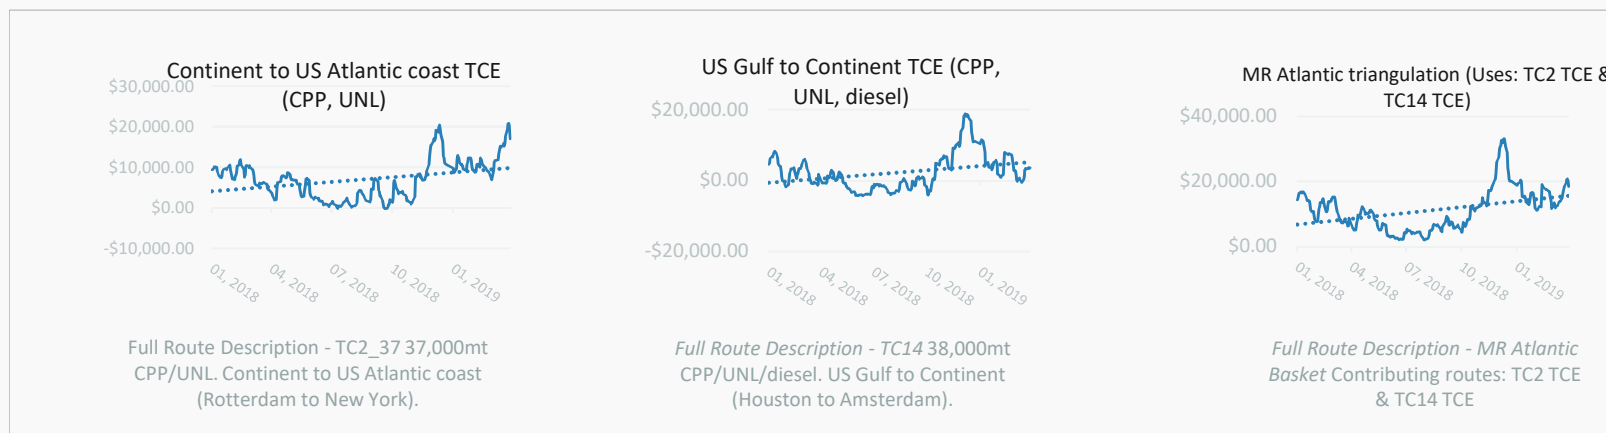 Continent to US Atlantic coast TCE
(CPP, UNL)
$30,000.00
$20,000.00
$10,000.00
$0.00
-$10,000.00
01, 2018
04, 2018
07, 2018
10, 2018
01, 2019
Full Route Description - TC2_37 37,000mt
CPP/UNL. Continent to US Atlantic coast
(Rotterdam to New York).
US Gulf to Continent TCE (CPP,
UNL, diesel)
$20,000.00
$0.00
-$20,000.00
01, 2018
04, 2018
07, 2018
10, 2018
01, 2019
Full Route Description - TC14 38,000mt
CPP/UNL/diesel. US Gulf to Continent
(Houston to Amsterdam).
MR Atlantic triangulation (Uses: TC2 TCE &
TC14 TCE)
$40,000.00
$20,000.00
$0.00
01, 2018
04, 2018
07, 2018
10, 2018
01, 2019
Full Route Description - MR Atlantic
Basket Contributing routes: TC2 TCE
& TC14 TCE